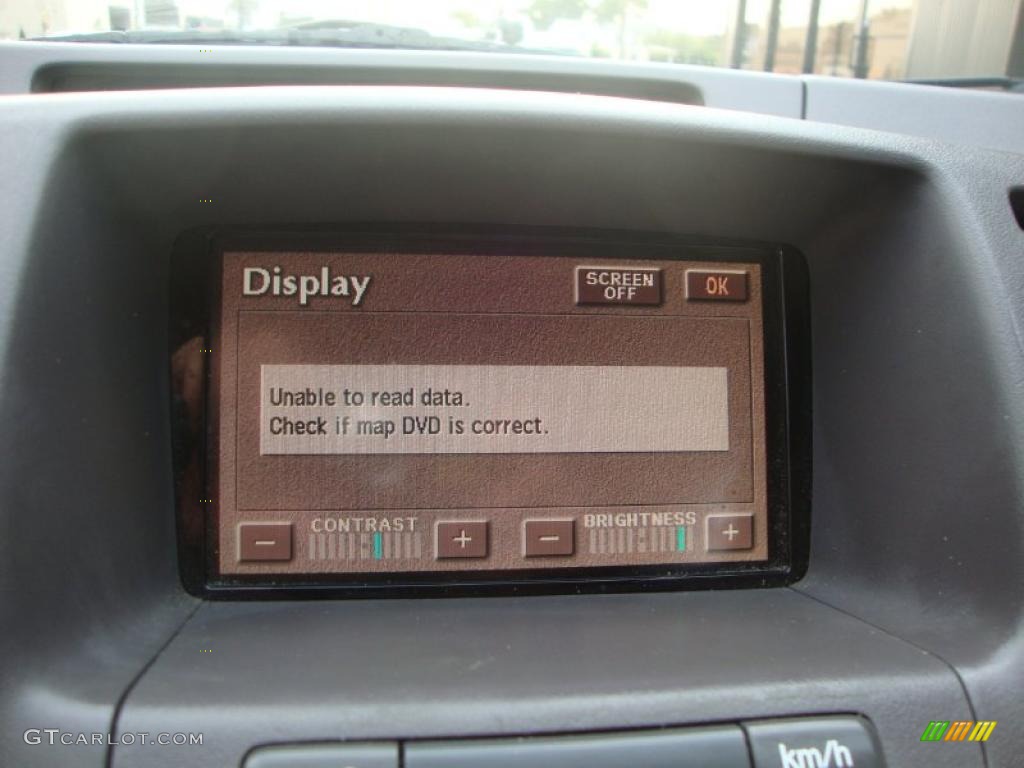 Display
SCREEN
OFF
OK
Unable to read data.
Check if map DVD is correct.
−
CONTRAST
+
−
BRIGHTNESS
+
km/h
GTCARLOT.COM